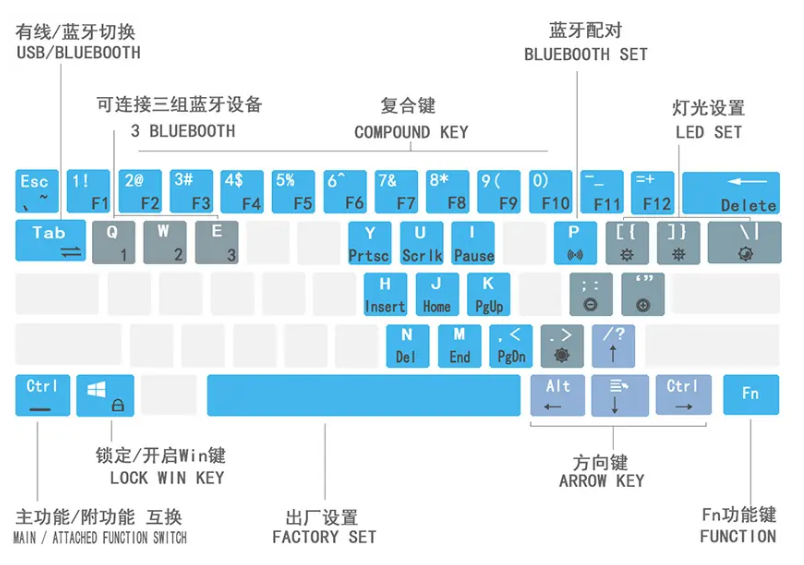 有线/蓝牙切换
USB/BLUEBOOTH
蓝牙配对
BLUEBOOTH SET
可连接三组蓝牙设备
3 BLUEBOOTH
复合键
COMPOUND KEY
灯光设置
LED SET
Esc 1! 2@ 3# 4$ 5% 6^ 7& 8* 9( 0) -_ =+ ←
、~ F1 F2 F3 F4 F5 F6 F7 F8 F9 F10 F11 F12 Delete
Tab Q W E Y U I P [{ ]} \|
⇌ 1 2 3 Prtsc Scrlk Pause
H J K ;: ‘”
Insert Home PgUp
N M ,< .> /?
Del End PgDn ↑
Ctrl Alt Ctrl Fn
← ↓ →
锁定/开启Win键
LOCK WIN KEY
方向键
ARROW KEY
主功能/附功能 互换
MAIN / ATTACHED FUNCTION SWITCH
出厂设置
FACTORY SET
Fn功能键
FUNCTION